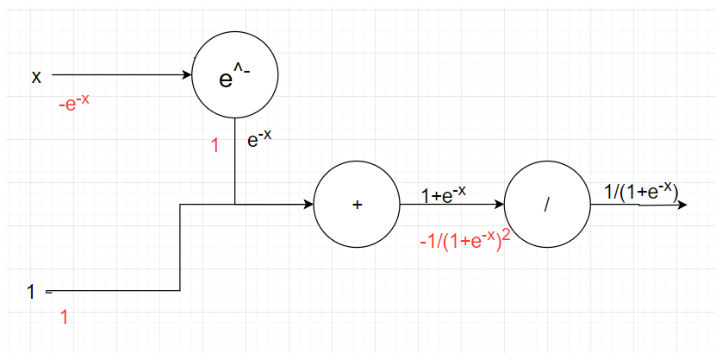 x
e^-
-e⁻ˣ
1
e⁻ˣ
1+e⁻ˣ
1/(1+e⁻ˣ)
+
/
-1/(1+e⁻ˣ)²
1
1